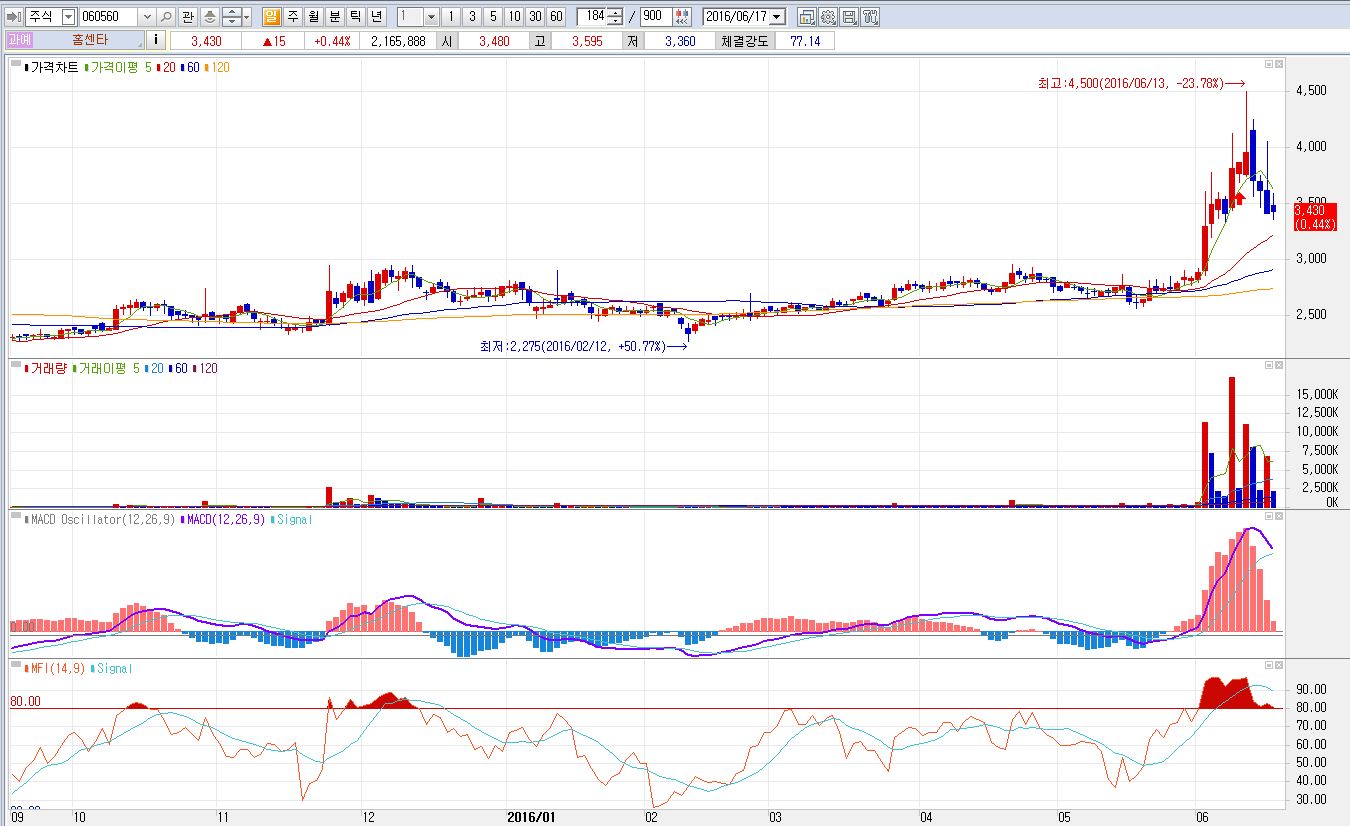 주식 060560 관 일 주 월 분 틱 년 1 1 3 5 10 30 60 184 / 900 2016/06/17
과예 홈센타 i 3,430 ▲15 +0.44% 2,165,888 시 3,480 고 3,595 저 3,360 체결강도 77.14
가격차트 가격이평 5 20 60 120
최고:4,500(2016/06/13, -23.78%)→
4,500
4,000
3,500
3,430
(0.44%)
3,000
2,500
최저:2,275(2016/02/12, +50.77%)→
거래량 거래이평 5 20 60 120
15,000K
12,500K
10,000K
7,500K
5,000K
2,500K
0K
MACD Oscillator(12,26,9) MACD(12,26,9) Signal
MFI(14,9) Signal
80.00
90.00
80.00
70.00
60.00
50.00
40.00
30.00
09 10 11 12 2016/01 02 03 04 05 06